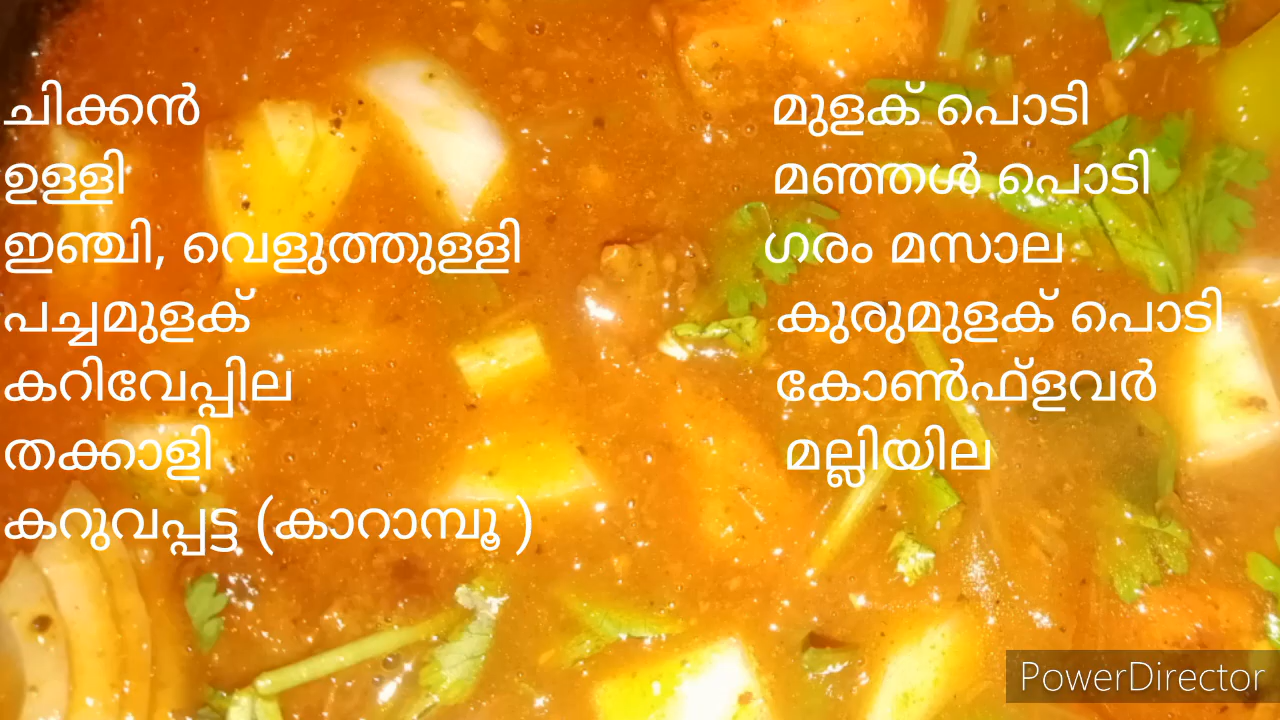 ചിക്കൻ
ഉള്ളി
ഇഞ്ചി, വെളുത്തുള്ളി
പച്ചമുളക്
കറിവേപ്പില
തക്കാളി
കറുവപ്പട്ട (കാറാമ്പൂ )
മുളക് പൊടി
മഞ്ഞൾ പൊടി
ഗരം മസാല
കുരുമുളക് പൊടി
കോൺഫ്ളവർ
മല്ലിയില
PowerDirector